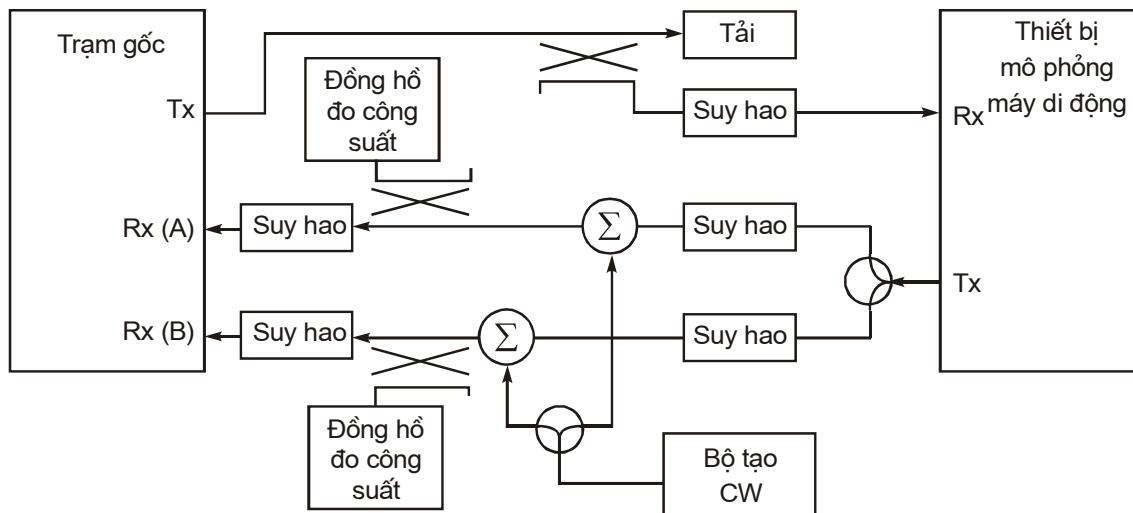 Trạm gốc
Tx
Rx (A)
Rx (B)
Đồng hồ
đo công
suất
Tải
Suy hao
Thiết bị
mô phỏng
máy di động
Rx
Tx
Suy hao
Σ
Suy hao
Suy hao
Σ
Suy hao
Đồng hồ
đo công
suất
Bộ tạo
CW